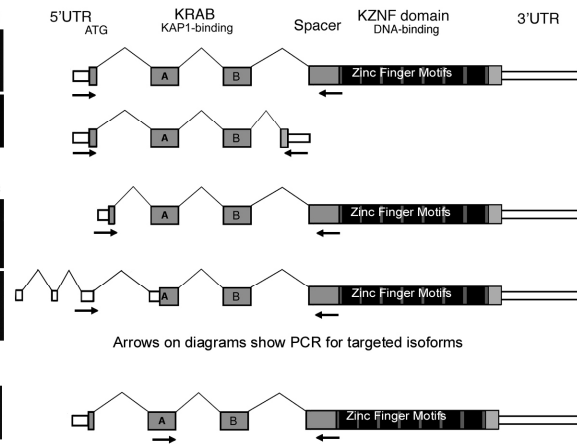 5'UTR KRAB KZNF domain 3'UTR
ATG KAP1-binding Spacer DNA-binding
A B Zinc Finger Motifs
A B
A B Zinc Finger Motifs
A B Zinc Finger Motifs
Arrows on diagrams show PCR for targeted isoforms
A B Zinc Finger Motifs